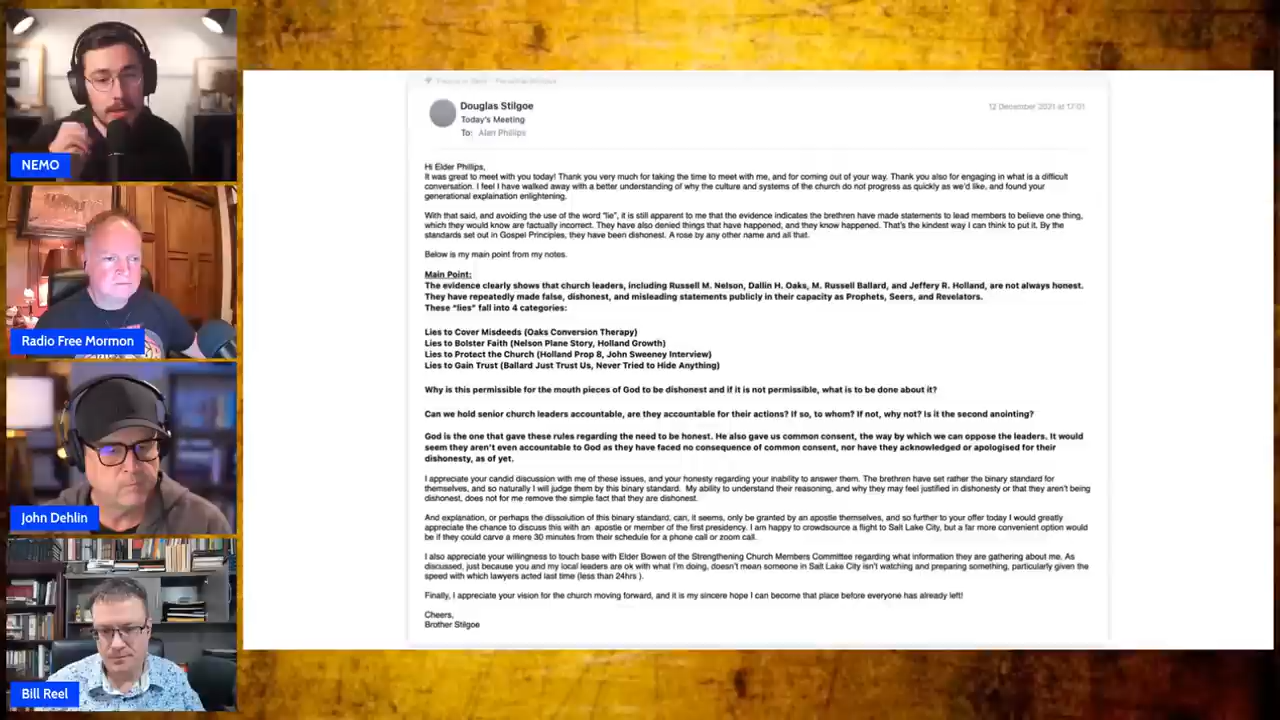 NEMO
Radio Free Mormon
John Dehlin
Bill Reel
Douglas Stilgoe
12 December 2021 at 17:01
Today's Meeting
To: Alan Phillips
Hi Elder Phillips,
It was great to meet with you today! Thank you very much for taking the time to meet with me, and for coming out of your way. Thank you also for engaging in what is a difficult
conversation. I feel I have walked away with a better understanding of why the culture and systems of the church do not progress as quickly as we'd like, and found your
generational explaination enlightening.
With that said, and avoiding the use of the word "lie", it is still apparent to me that the evidence indicates the brethren have made statements to lead members to believe one thing,
which they would know are factually incorrect. They have also denied things that have happened, and they know happened. That's the kindest way I can think to put it. By the
standards set out in Gospel Principles, they have been dishonest. A rose by any other name and all that.
Below is my main point from my notes.
Main Point:
The evidence clearly shows that church leaders, including Russell M. Nelson, Dallin H. Oaks, M. Russell Ballard, and Jeffery R. Holland, are not always honest.
They have repeatedly made false, dishonest, and misleading statements publicly in their capacity as Prophets, Seers, and Revelators.
These "lies" fall into 4 categories:
Lies to Cover Misdeeds (Oaks Conversion Therapy)
Lies to Bolster Faith (Nelson Plane Story, Holland Growth)
Lies to Protect the Church (Holland Prop 8, John Sweeney Interview)
Lies to Gain Trust (Ballard Just Trust Us, Never Tried to Hide Anything)
Why is this permissible for the mouth pieces of God to be dishonest and if it is not permissible, what is to be done about it?
Can we hold senior church leaders accountable, are they accountable for their actions? If so, to whom? If not, why not? Is it the second anointing?
God is the one that gave these rules regarding the need to be honest. He also gave us common consent, the way by which we can oppose the leaders. It would
seem they aren't even accountable to God as they have faced no consequence of common consent, nor have they acknowledged or apologised for their
dishonesty, as of yet.
I appreciate your candid discussion with me of these issues, and your honesty regarding your inability to answer them. The brethren have set rather the binary standard for
themselves, and so naturally I will judge them by this binary standard. My ability to understand their reasoning, and why they may feel justified in dishonesty or that they aren't being
dishonest, does not for me remove the simple fact that they are dishonest.
And explanation, or perhaps the dissolution of this binary standard, can, it seems, only be granted by an apostle themselves, and so further to your offer today I would greatly
appreciate the chance to discuss this with an apostle or member of the first presidency. I am happy to crowdsource a flight to Salt Lake City, but a far more convenient option would
be if they could carve a mere 30 minutes from their schedule for a phone call or zoom call.
I also appreciate your willingness to touch base with Elder Bowen of the Strengthening Church Members Committee regarding what information they are gathering about me. As
discussed, just because you and my local leaders are ok with what I'm doing, doesn't mean someone in Salt Lake City isn't watching and preparing something, particularly given the
speed with which lawyers acted last time (less than 24hrs ).
Finally, I appreciate your vision for the church moving forward, and it is my sincere hope I can become that place before everyone has already left!
Cheers,
Brother Stilgoe